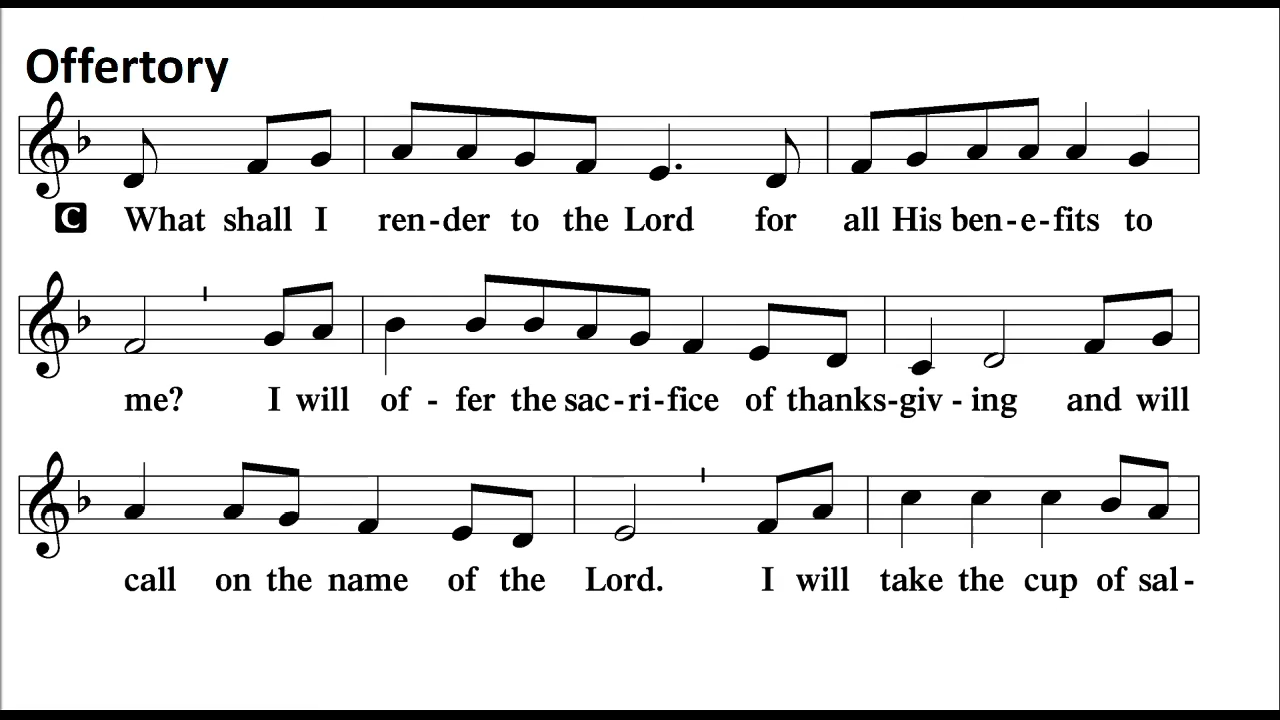 Offertory
C What shall I ren-der to the Lord for all His ben-e-fits to
me? I will of - fer the sac-ri-fice of thanks-giv - ing and will
call on the name of the Lord. I will take the cup of sal-